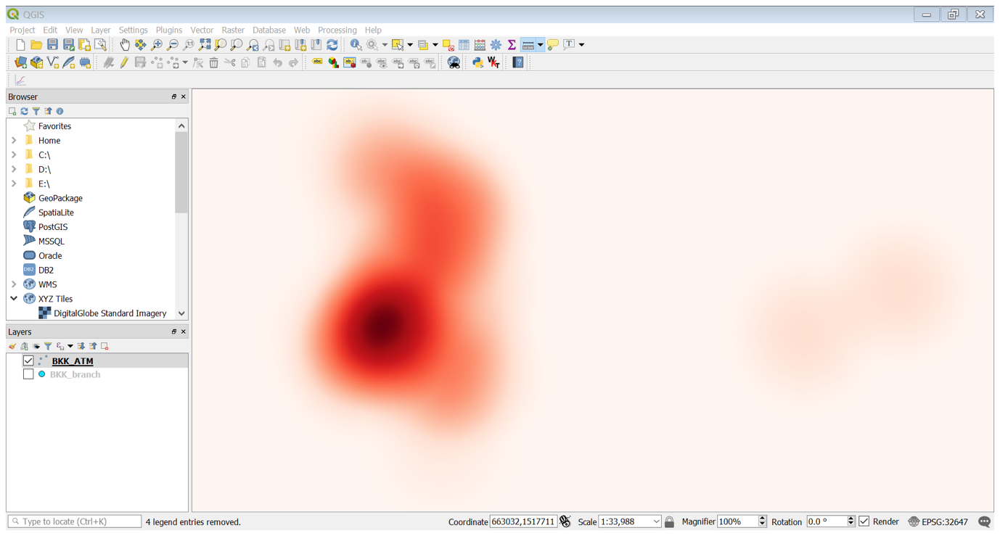 QGIS
Project Edit View Layer Settings Plugins Vector Raster Database Web Processing Help
Browser
Favorites
Home
C:\
D:\
E:\
GeoPackage
SpatiaLite
PostGIS
MSSQL
Oracle
DB2
WMS
XYZ Tiles
DigitalGlobe Standard Imagery
Layers
BKK_ATM
BKK_branch
Type to locate (Ctrl+K) 4 legend entries removed. Coordinate 663032,1517711 Scale 1:33,988 Magnifier 100% Rotation 0.0 ° Render EPSG:32647